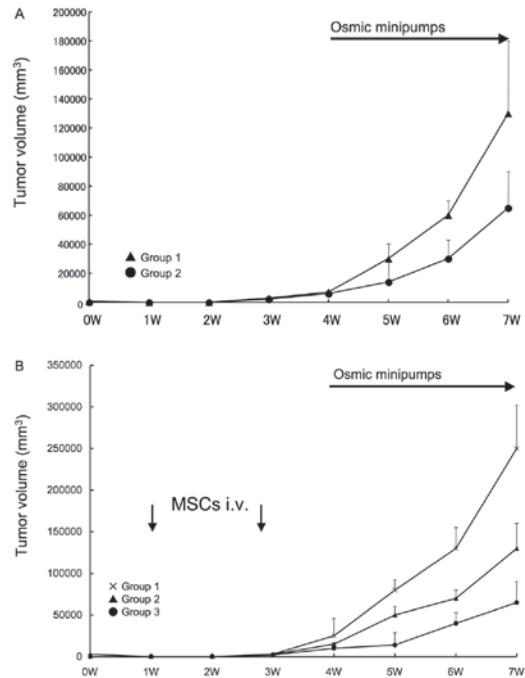 A
Osmic minipumps
Tumor volume (mm³)
200000
180000
160000
140000
120000
100000
80000
60000
40000
20000
0
Group 1
Group 2
0W 1W 2W 3W 4W 5W 6W 7W
B
Osmic minipumps
Tumor volume (mm³)
350000
300000
250000
200000
150000
100000
50000
0
MSCs i.v.
Group 1
Group 2
Group 3
0W 1W 2W 3W 4W 5W 6W 7W